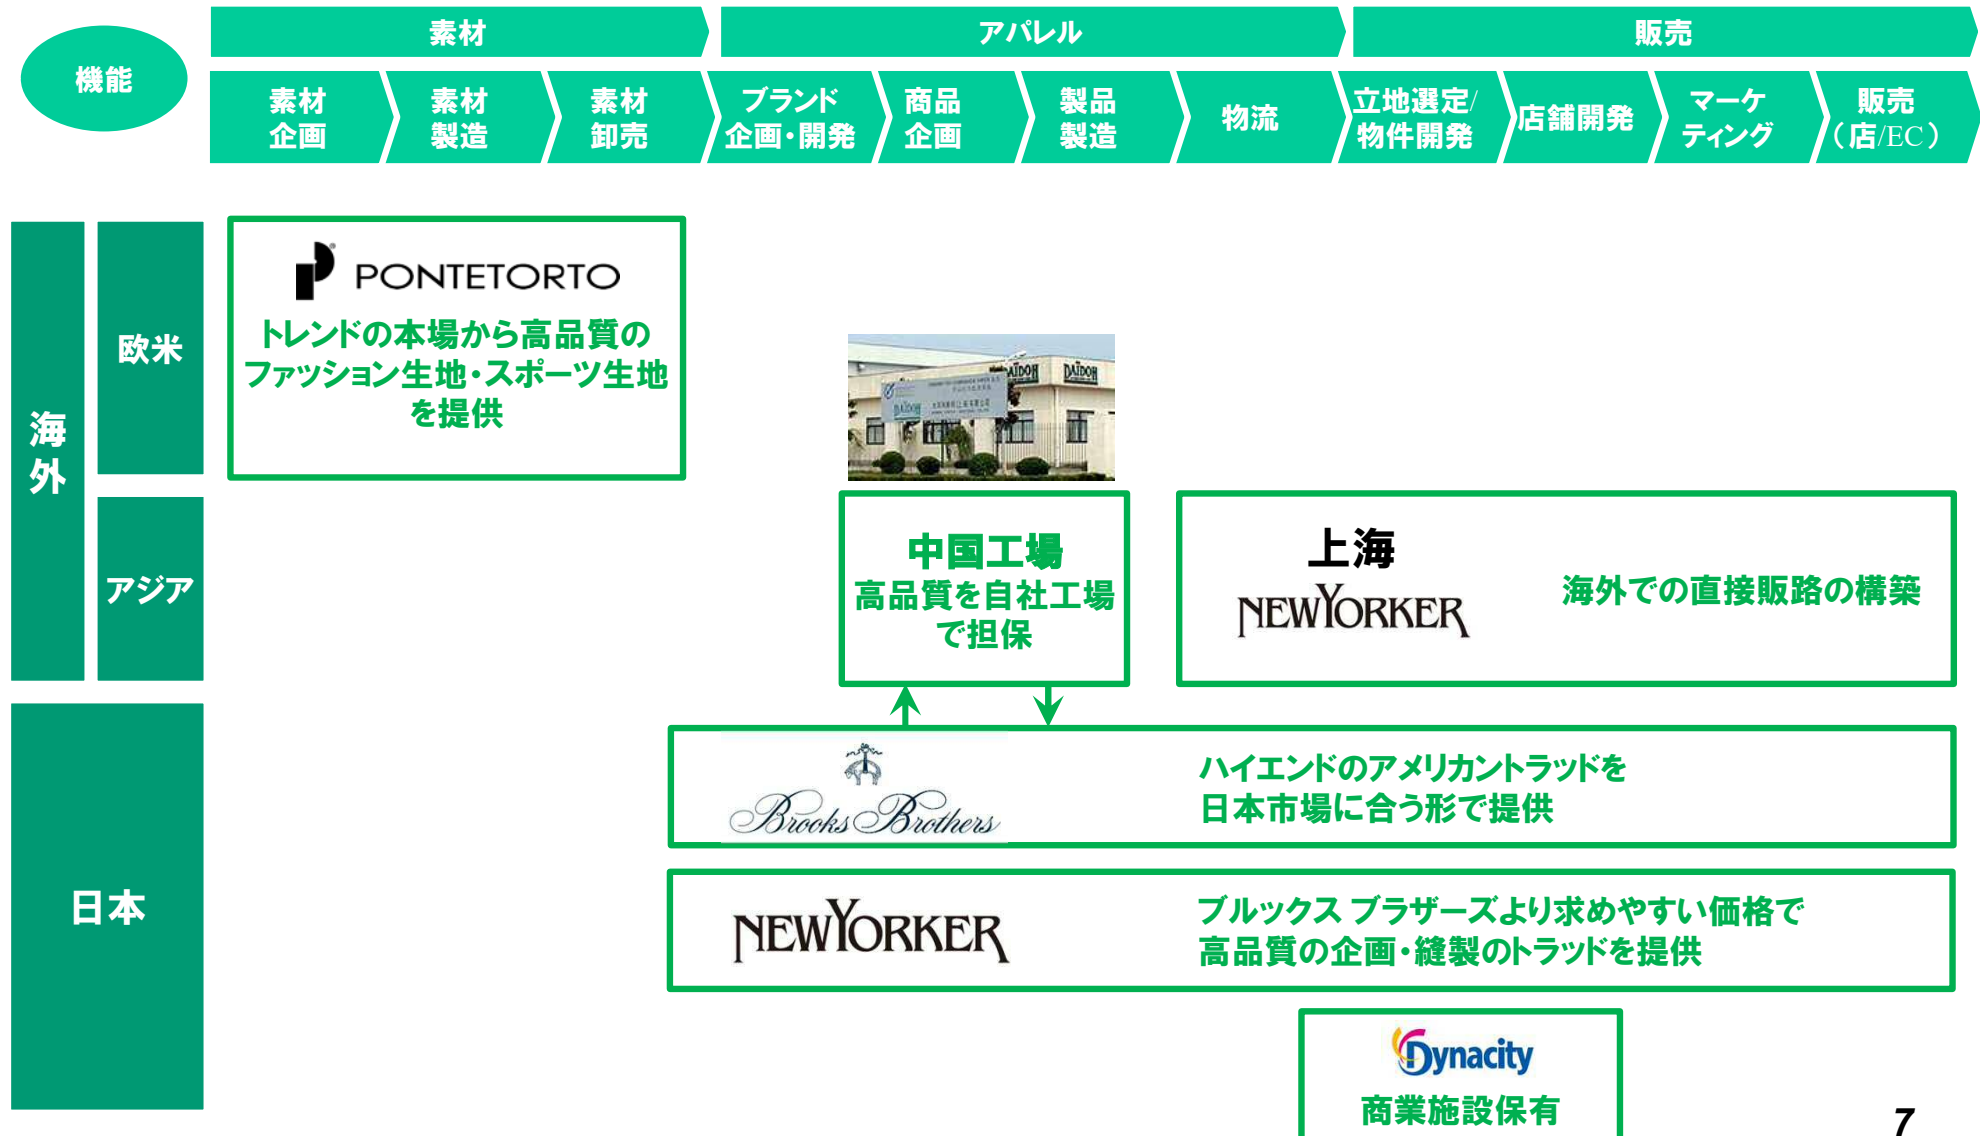 機能
素材
アパレル
販売
素材
企画
素材
製造
素材
卸売
ブランド
企画・開発
商品
企画
製品
製造
物流
立地選定/
物件開発
店舗開発
マーケ
ティング
販売
（店/EC）
海外
欧米
PONTETORTO
トレンドの本場から高品質の
ファッション生地・スポーツ生地
を提供
DAIDOH
DAIDOH
アジア
中国工場
高品質を自社工場
で担保
上海
NEWYORKER
海外での直接販路の構築
日本
Brooks Brothers
ハイエンドのアメリカントラッドを
日本市場に合う形で提供
NEWYORKER
ブルックス ブラザーズより求めやすい価格で
高品質の企画・縫製のトラッドを提供
Dynacity
商業施設保有
7